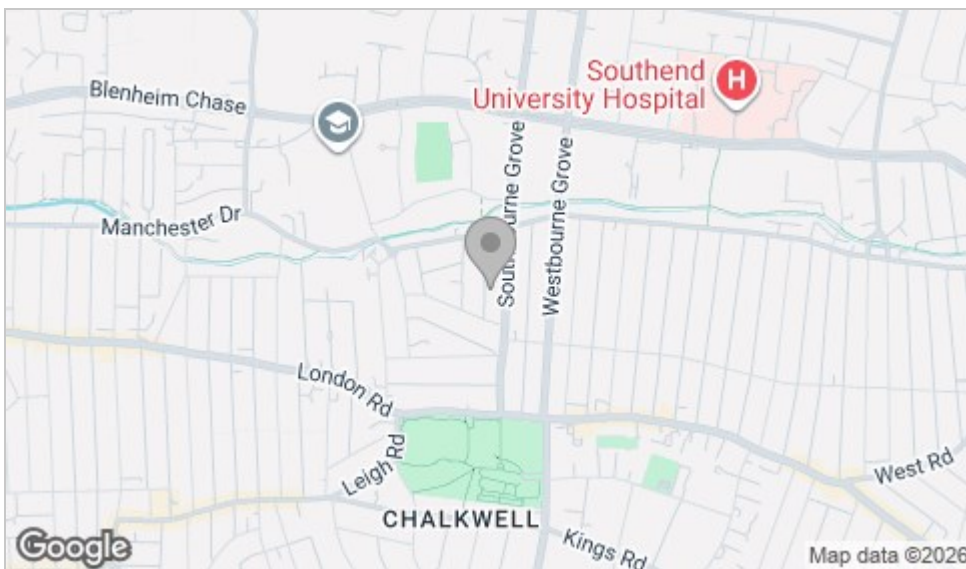 Blenheim Chase
Southend
University Hospital
H
Manchester Dr
Southbourne Grove
Westbourne Grove
London Rd
Leigh Rd
West Rd
CHALKWELL
Kings Rd
Google
Map data ©2026